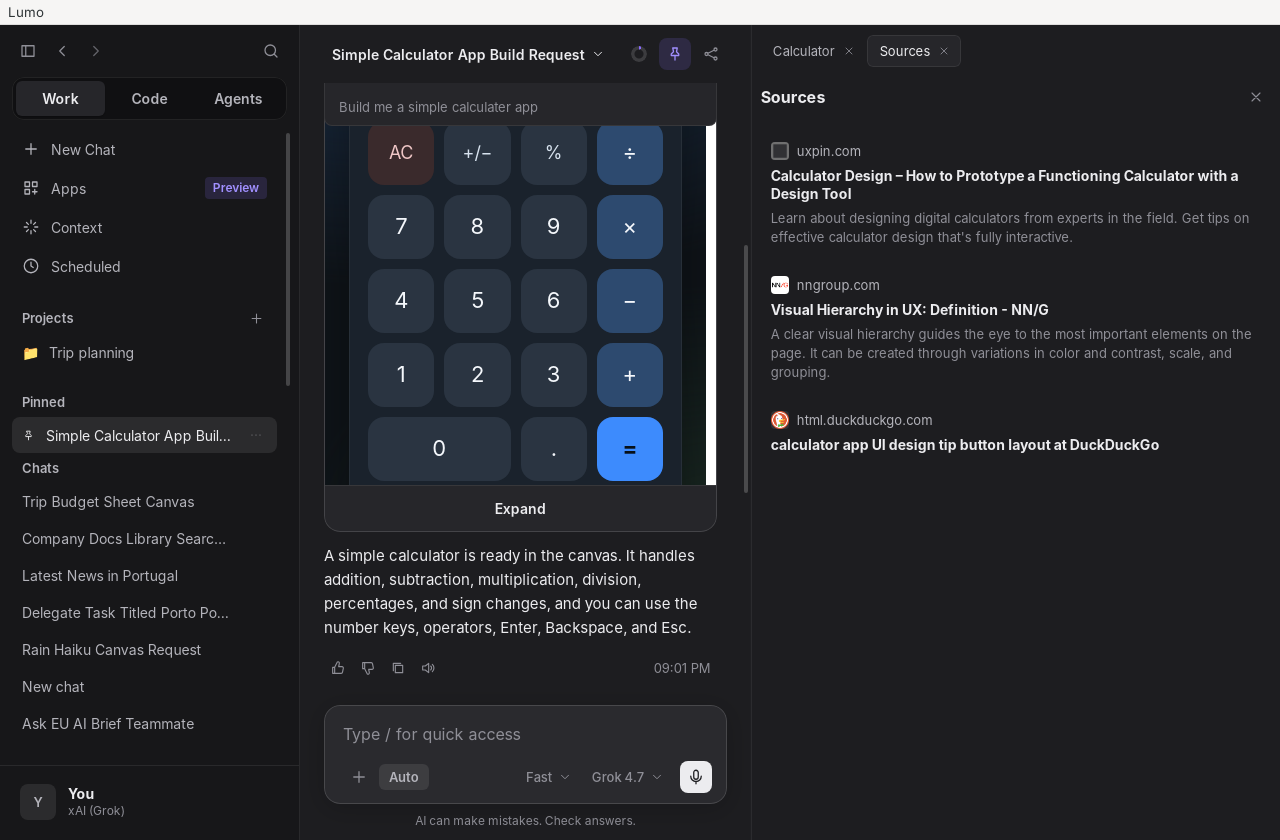 Lumo
Simple Calculator App Build Request
Calculator
Sources
Work
Code
Agents
New Chat
Apps
Preview
Context
Scheduled
Projects
Trip planning
Pinned
Simple Calculator App Buil...
Chats
Trip Budget Sheet Canvas
Company Docs Library Searc...
Latest News in Portugal
Delegate Task Titled Porto Po...
Rain Haiku Canvas Request
New chat
Ask EU AI Brief Teammate
Y
You
xAI (Grok)
Build me a simple calculater app
AC
+/−
%
÷
7
8
9
×
4
5
6
−
1
2
3
+
0
.
=
Expand
A simple calculator is ready in the canvas. It handles
addition, subtraction, multiplication, division,
percentages, and sign changes, and you can use the
number keys, operators, Enter, Backspace, and Esc.
09:01 PM
Type / for quick access
Auto
Fast
Grok 4.7
AI can make mistakes. Check answers.
Sources
uxpin.com
Calculator Design – How to Prototype a Functioning Calculator with a
Design Tool
Learn about designing digital calculators from experts in the field. Get tips on
effective calculator design that's fully interactive.
NN/G
nngroup.com
Visual Hierarchy in UX: Definition - NN/G
A clear visual hierarchy guides the eye to the most important elements on the
page. It can be created through variations in color and contrast, scale, and
grouping.
html.duckduckgo.com
calculator app UI design tip button layout at DuckDuckGo